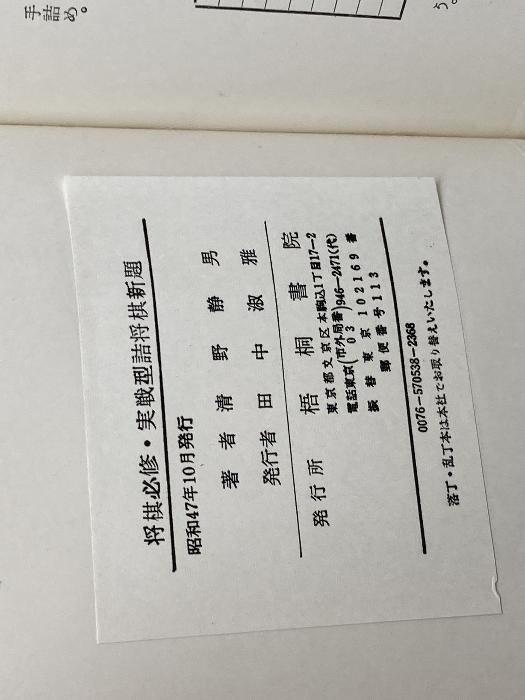 手
詰
め。
う。
将棋必修・実戦型詰将棋新題
昭和47年10月発行
著者 清野静男
発行者 田中淑雅
発行所 梧桐書院
東京都文京区本駒込1丁目17-2
電話東京(市外局番03)946-2471(代)
振替東京102169番
郵便番号113
0076-570538-2368
落丁・乱丁本は本社でお取り替えいたします。